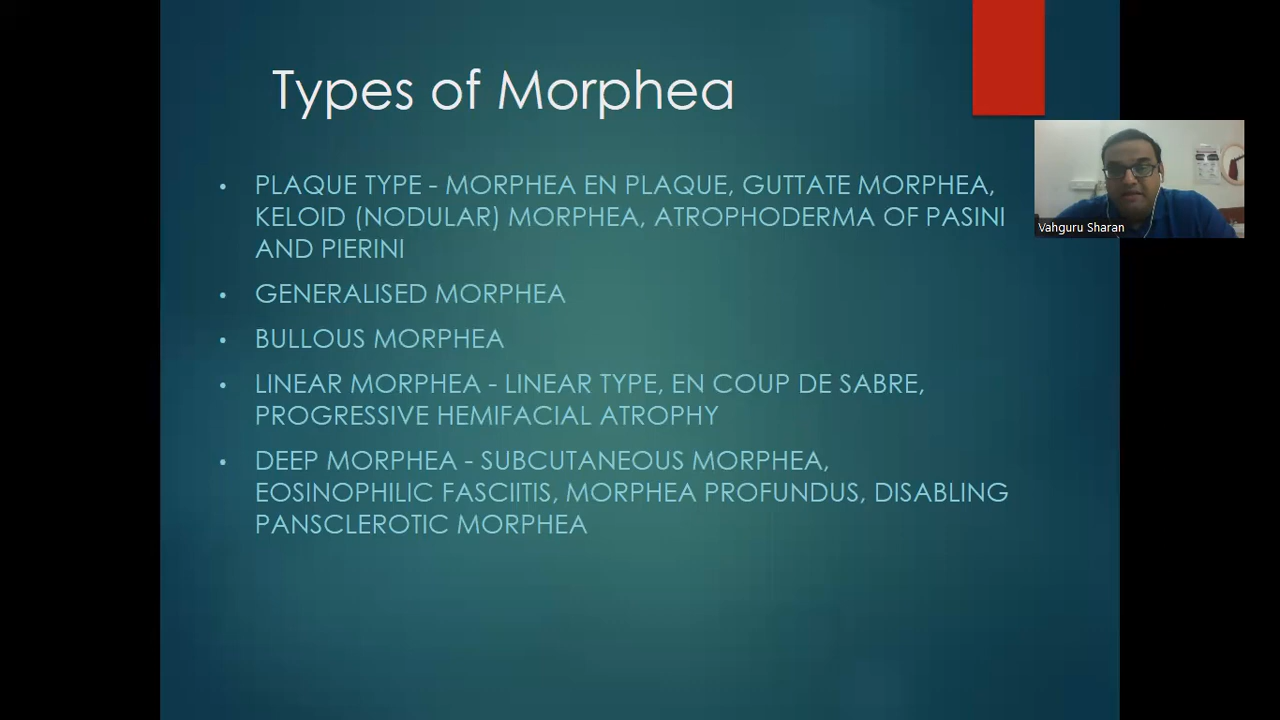 Types of Morphea
• PLAQUE TYPE - MORPHEA EN PLAQUE, GUTTATE MORPHEA,
KELOID (NODULAR) MORPHEA, ATROPHODERMA OF PASINI
AND PIERINI
• GENERALISED MORPHEA
• BULLOUS MORPHEA
• LINEAR MORPHEA - LINEAR TYPE, EN COUP DE SABRE,
PROGRESSIVE HEMIFACIAL ATROPHY
• DEEP MORPHEA - SUBCUTANEOUS MORPHEA,
EOSINOPHILIC FASCIITIS, MORPHEA PROFUNDUS, DISABLING
PANSCLEROTIC MORPHEA
Vahguru Sharan